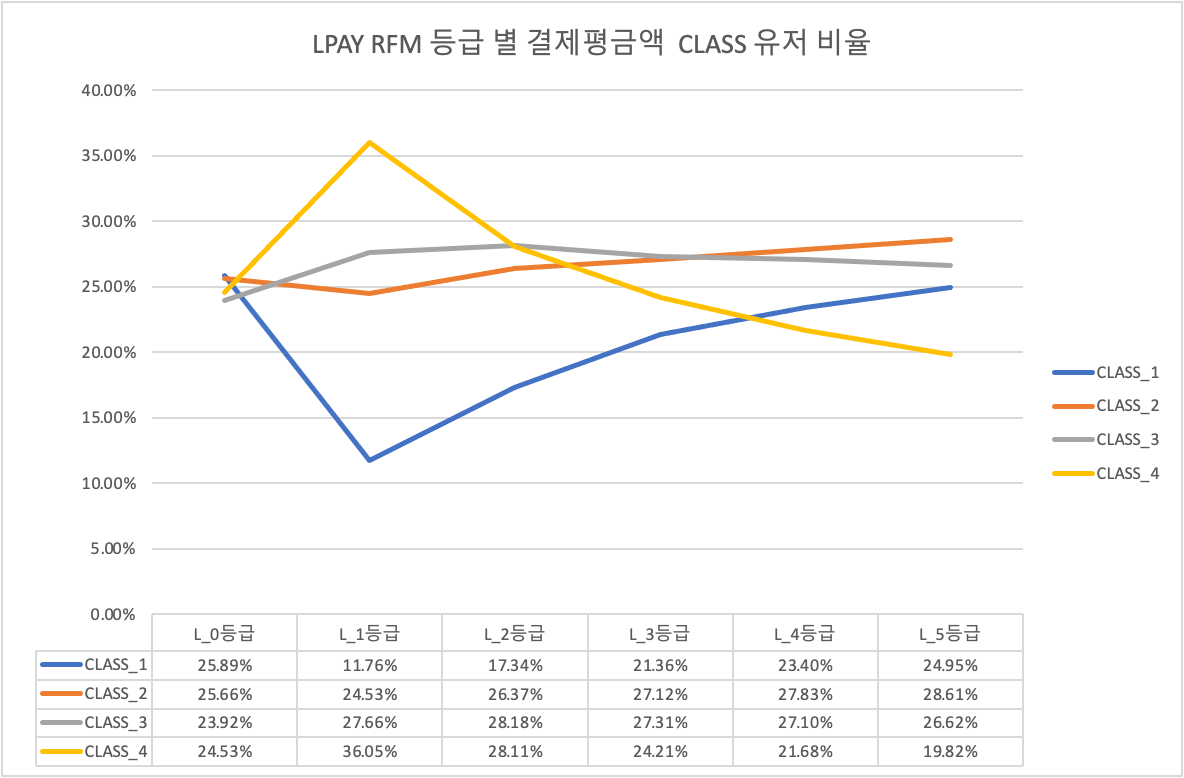 LPAY RFM 등급 별 결제평금액 CLASS 유저 비율
40.00%
35.00%
30.00%
25.00%
20.00%
15.00%
10.00%
5.00%
0.00%
CLASS_1
CLASS_2
CLASS_3
CLASS_4
L_0등급 L_1등급 L_2등급 L_3등급 L_4등급 L_5등급
CLASS_1 25.89% 11.76% 17.34% 21.36% 23.40% 24.95%
CLASS_2 25.66% 24.53% 26.37% 27.12% 27.83% 28.61%
CLASS_3 23.92% 27.66% 28.18% 27.31% 27.10% 26.62%
CLASS_4 24.53% 36.05% 28.11% 24.21% 21.68% 19.82%